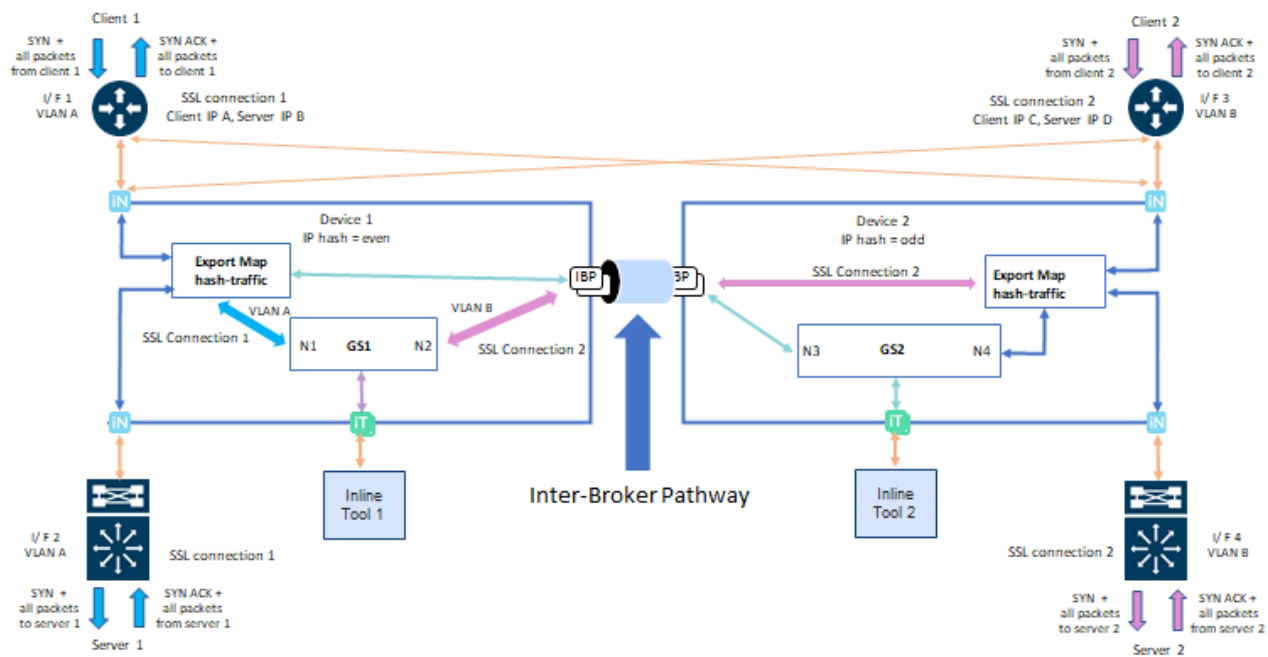 Client 1
SYN +
all packets
from client 1
SYN ACK +
all packets
to client 1
I/ F 1
VLAN A
SSL connection 1
Client IP A, Server IP B
Client 2
SYN +
all packets
from client 2
SYN ACK +
all packets
to client 2
SSL connection 2
Client IP C, Server IP D
I/ F 3
VLAN B
iN
iN
Device 1
IP hash = even
Device 2
IP hash = odd
Export Map
hash-traffic
IBP
BP
SSL Connection 2
Export Map
hash-traffic
VLAN A
VLAN B
SSL Connection 1
SSL Connection 2
N1
GS1
N2
N3
GS2
N4
iN
iT
iT
iN
Inline
Tool 1
Inter-Broker Pathway
Inline
Tool 2
I/ F 2
VLAN A
SSL connection 1
SSL connection 2
I/ F 4
VLAN B
SYN +
all packets
to server 1
SYN ACK +
all packets
from server 1
Server 1
SYN +
all packets
to server 2
SYN ACK +
all packets
from server 2
Server 2